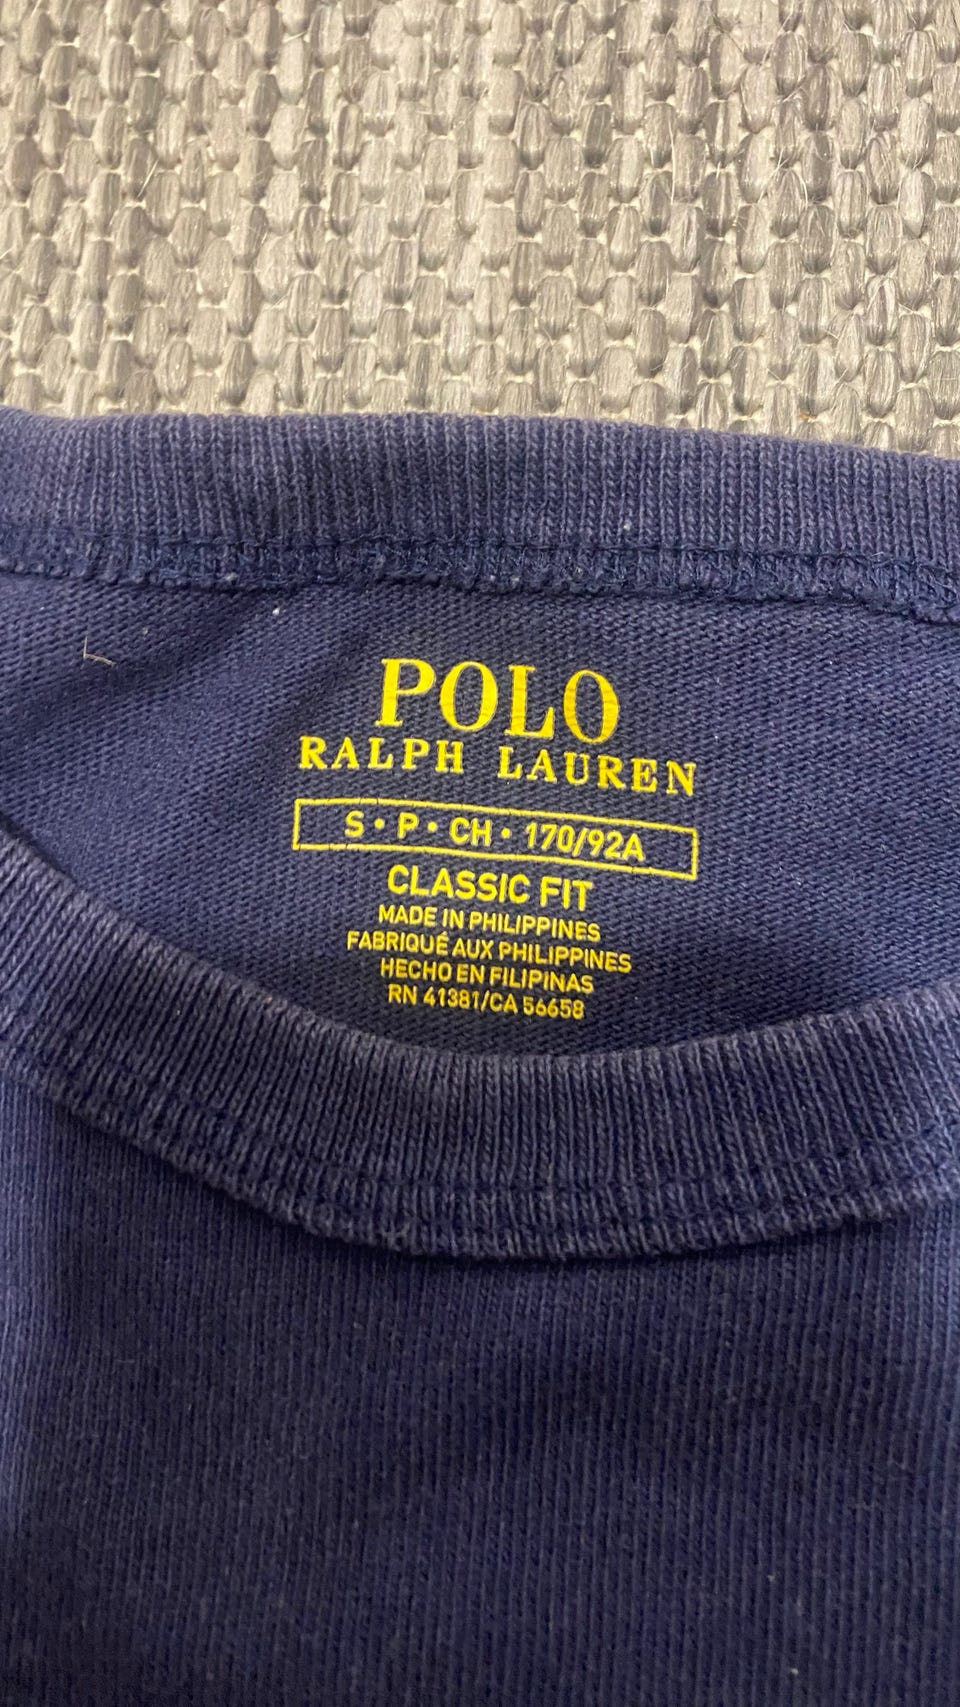 POLO
RALPH LAUREN
S • P • CH • 170/92A
CLASSIC FIT
MADE IN PHILIPPINES
FABRIQUÉ AUX PHILIPPINES
HECHO EN FILIPINAS
RN 41381/CA 56658